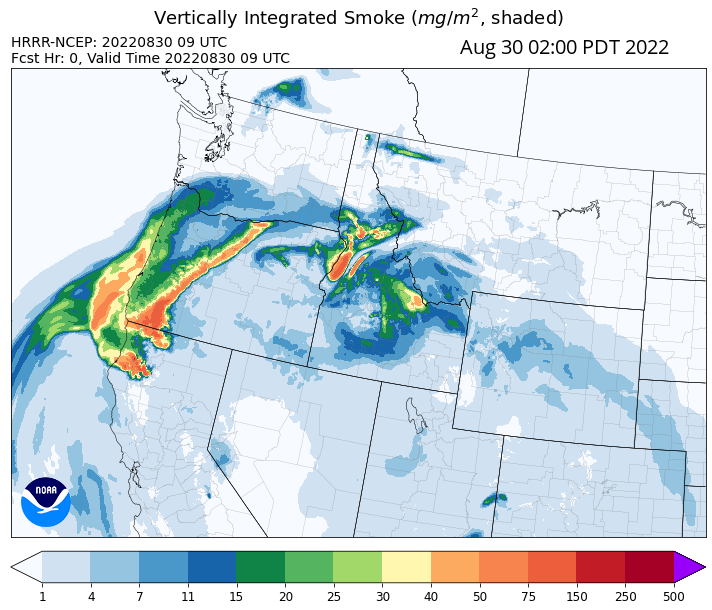 Vertically Integrated Smoke (mg/m², shaded)
HRRR-NCEP: 20220830 09 UTC
Fcst Hr: 0, Valid Time 20220830 09 UTC
Aug 30 02:00 PDT 2022
NOAA
1 4 7 11 15 20 25 30 40 50 75 150 250 500